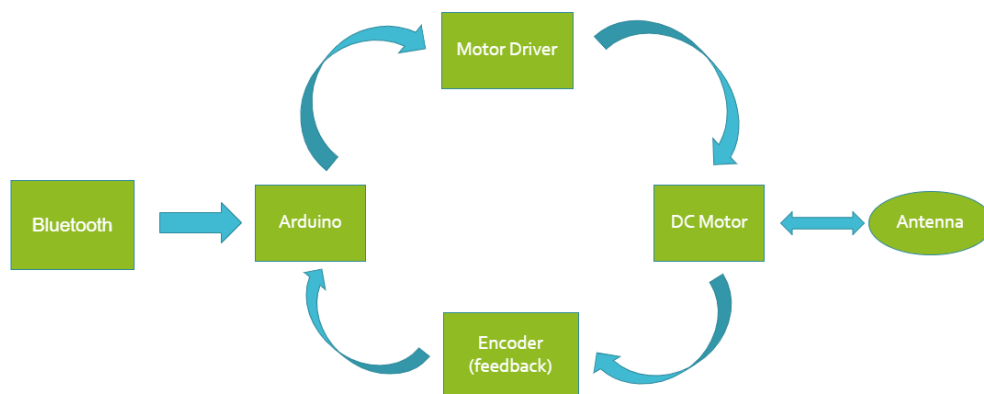 Motor Driver
Bluetooth
Arduino
DC Motor
Antenna
Encoder
(feedback)